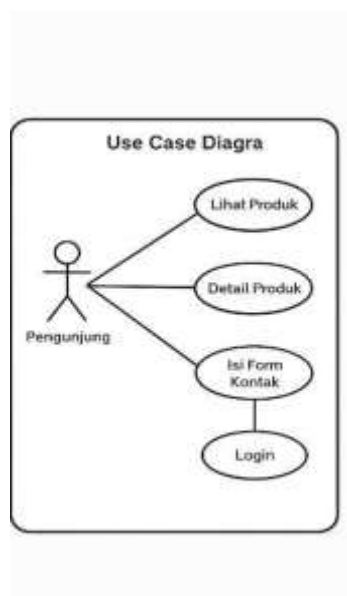 Use Case Diagra
Lihat Produk
Detail Produk
Pengunjung
Isi Form
Kontak
Login